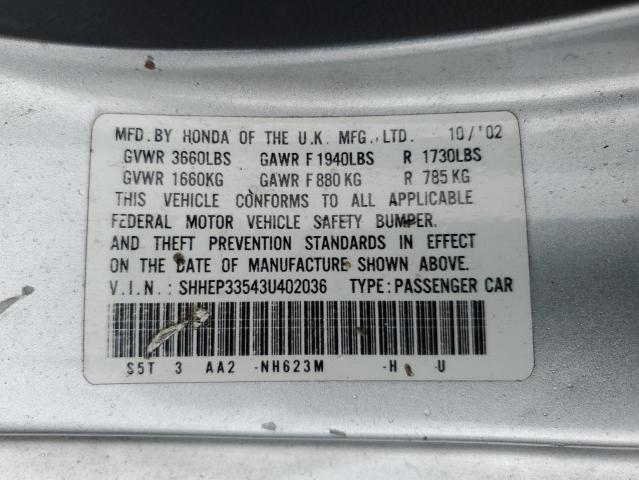 MFD. BY HONDA OF THE U.K. MFG., LTD. 10/'02
GVWR 3660LBS GAWR F 1940LBS R 1730LBS
GVWR 1660KG GAWR F 880 KG R 785 KG
THIS VEHICLE CONFORMS TO ALL APPLICABLE
FEDERAL MOTOR VEHICLE SAFETY BUMPER.
AND THEFT PREVENTION STANDARDS IN EFFECT
ON THE DATE OF MANUFACTURE SHOWN ABOVE.
V.I.N.: SHHEP33543U402036 TYPE: PASSENGER CAR
S5T 3 AA2 -NH623M -H U